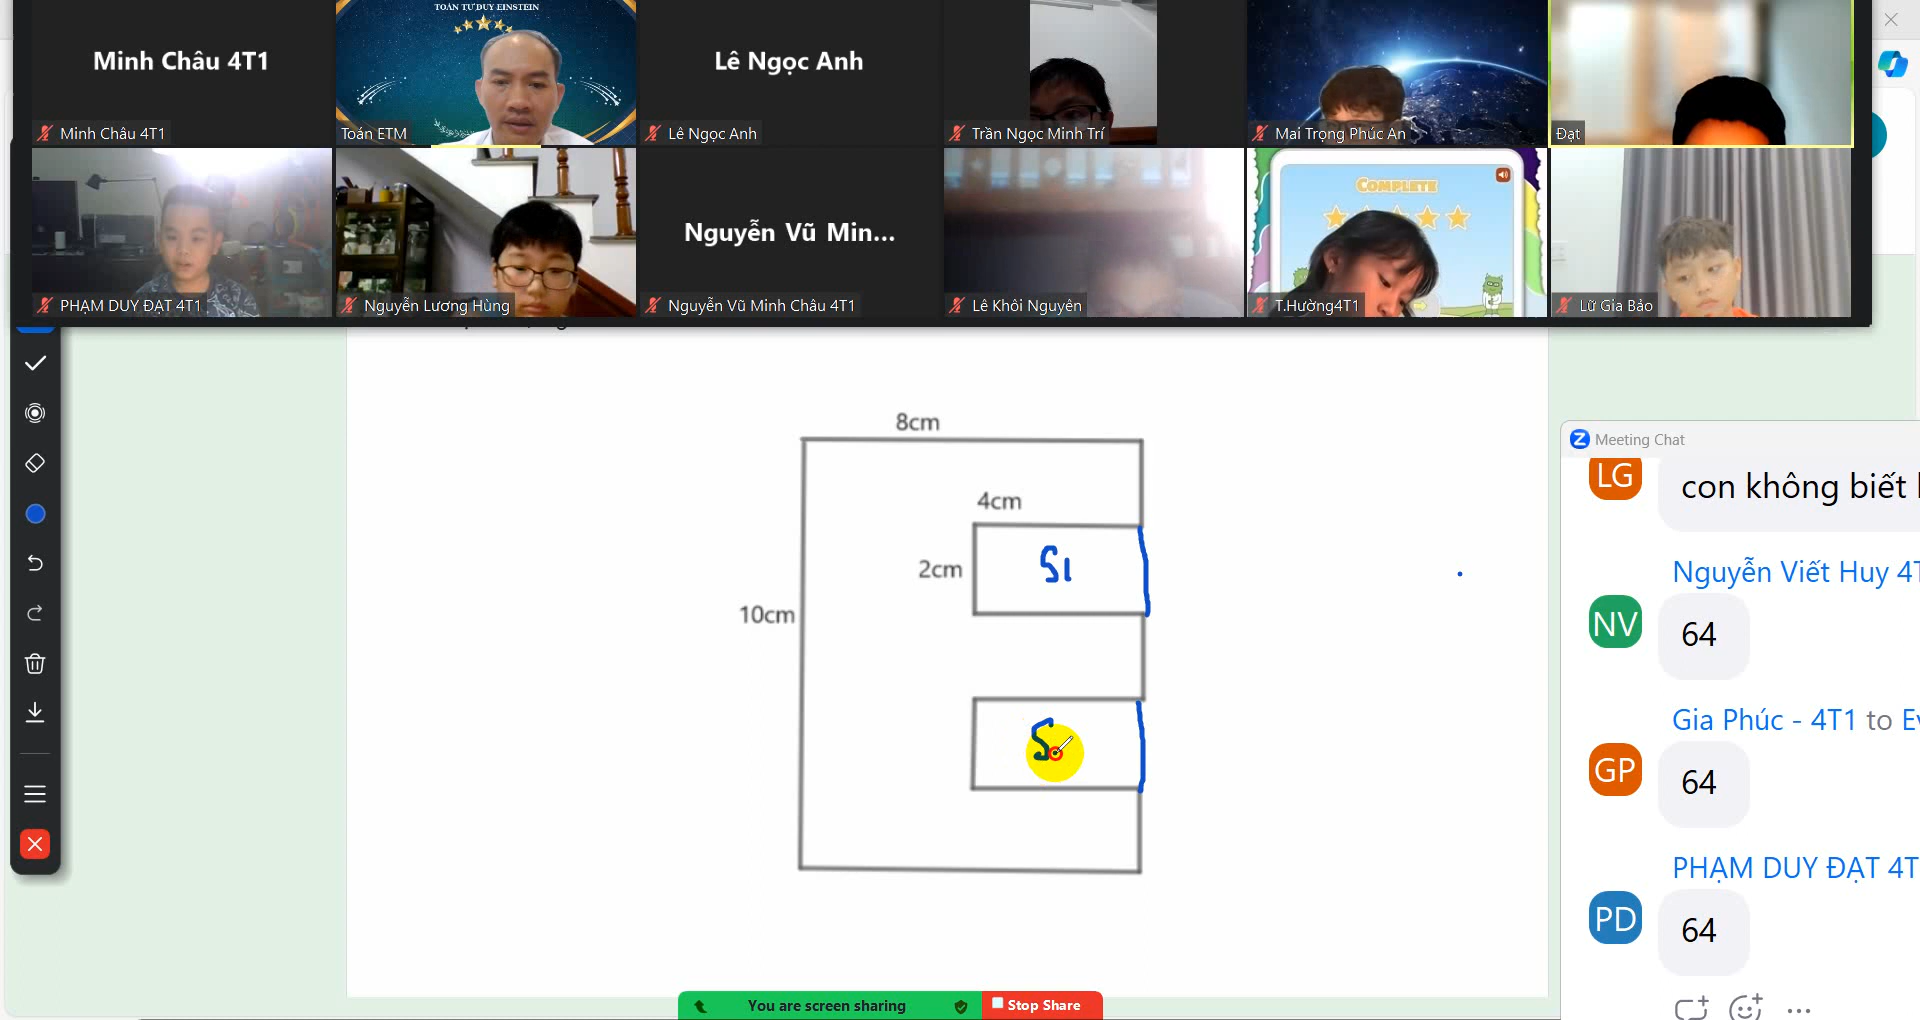 TOÁN TƯ DUY EINSTEIN
Minh Châu 4T1
Lê Ngọc Anh
Minh Châu 4T1
Toán ETM
Lê Ngọc Anh
Trần Ngọc Minh Trí
Mai Trọng Phúc An
Đạt
Nguyễn Vũ Min...
COMPLETE
PHẠM DUY ĐẠT 4T1
Nguyễn Lương Hùng
Nguyễn Vũ Minh Châu 4T1
Lê Khôi Nguyên
T.Hường4T1
Lữ Gia Bảo
8cm
4cm
S1
2cm
10cm
S
Meeting Chat
LG
con không biết
Nguyễn Viết Huy 4T
NV
64
Gia Phúc - 4T1 to Ev
GP
64
PHẠM DUY ĐẠT 4T
PD
64
You are screen sharing
Stop Share